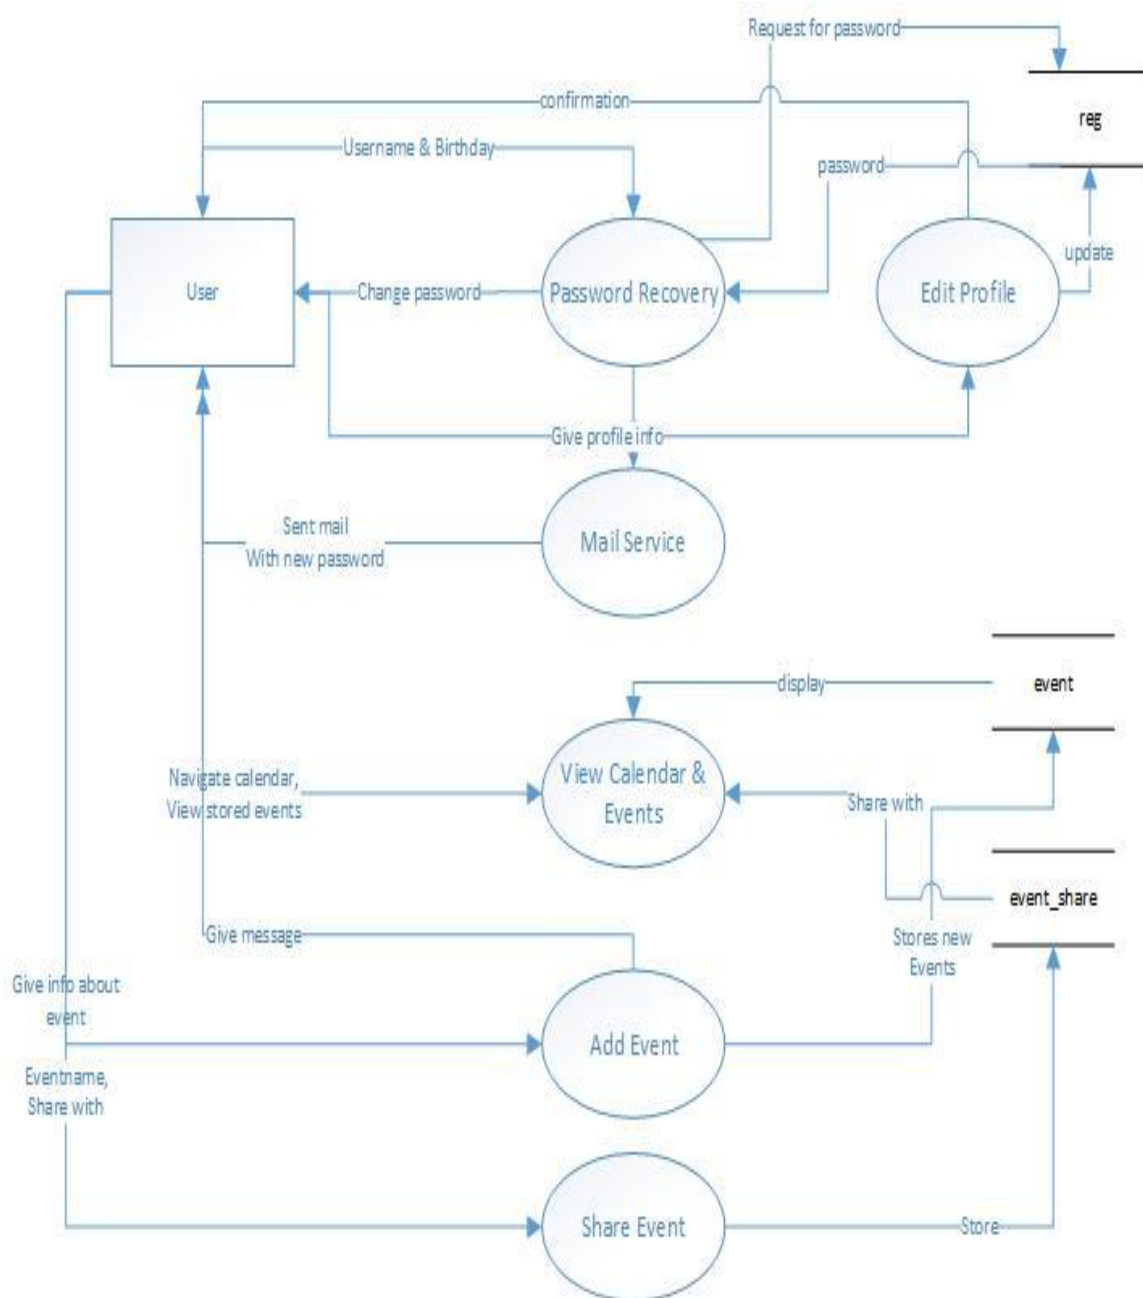 Request for password
confirmation
reg
Username & Birthday
password
update
User
Change password
Password Recovery
Edit Profile
Give profile info
Sent mail
With new password
Mail Service
display
event
View Calendar &
Events
Navigate calendar,
View stored events
Share with
event_share
Give message
Stores new
Events
Give info about
event
Add Event
Eventname,
Share with
Share Event
Store